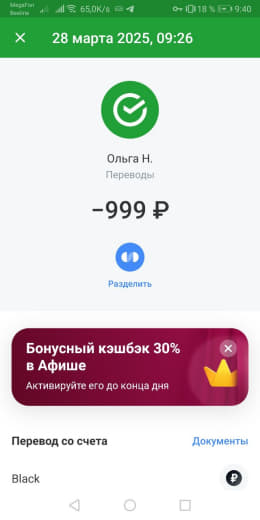 MegaFon
Beeline
65,0K/s
18 %
9:40
28 марта 2025, 09:26
Ольга Н.
Переводы
−999 ₽
Разделить
Бонусный кэшбэк 30%
в Афише
Активируйте его до конца дня
Перевод со счета
Документы
Black
₽